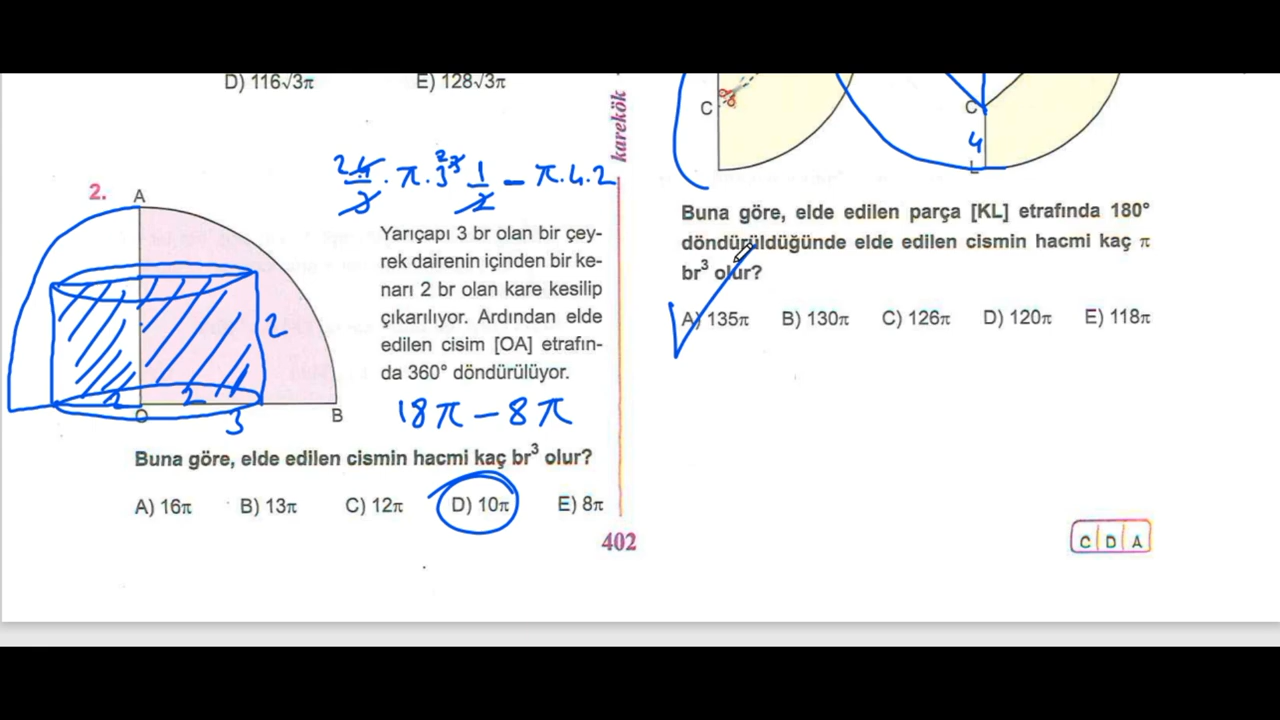 D) 116√3π E) 128√3π
karekök
2.
A
Yarıçapı 3 br olan bir çey-
rek dairenin içinden bir ke-
narı 2 br olan kare kesilip
çıkarılıyor. Ardından elde
edilen cisim [OA] etrafın-
da 360° döndürülüyor.
2
2 2
O
3
B
18π - 8π
Buna göre, elde edilen cismin hacmi kaç br³ olur?
A) 16π B) 13π C) 12π D) 10π E) 8π
402
C
C
4
L
Buna göre, elde edilen parça [KL] etrafında 180°
döndürüldüğünde elde edilen cismin hacmi kaç π
br³ olur?
A) 135π B) 130π C) 126π D) 120π E) 118π
C D A